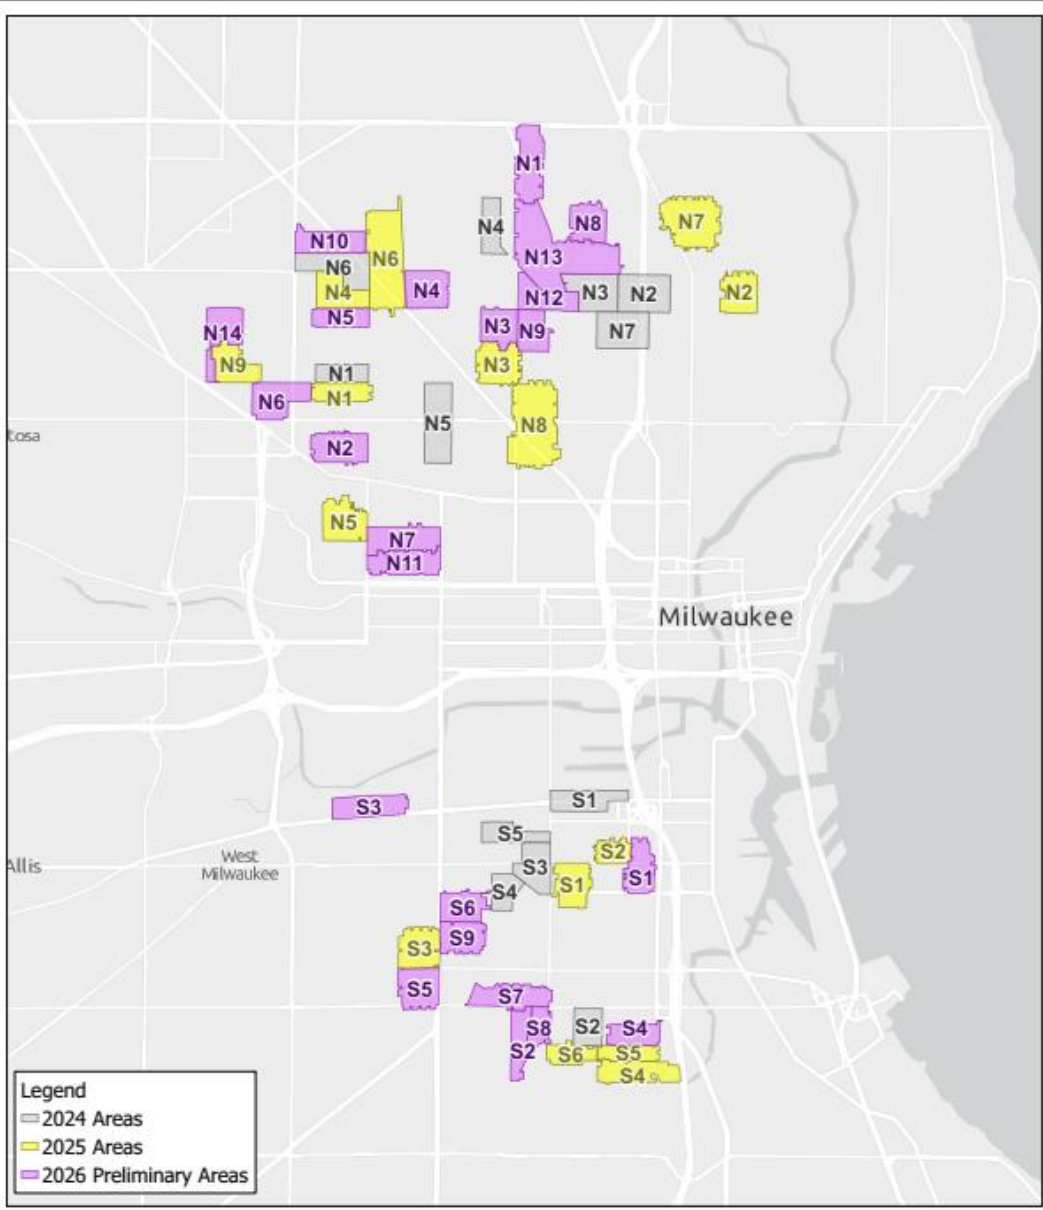 N1
N4
N8
N7
N10
N6
N13
N6
N4
N4
N12
N3
N2
N2
N5
N14
N3
N9
N7
N9
N3
N1
N1
N6
N5
N8
tosa
N2
N5
N7
N11
Milwaukee
S3
S1
S5
S2
West
Milwaukee
Allis
S3
S1
S1
S4
S6
S9
S3
S5
S7
S8
S2
S4
S2
S6
S5
S4
Legend
2024 Areas
2025 Areas
2026 Preliminary Areas